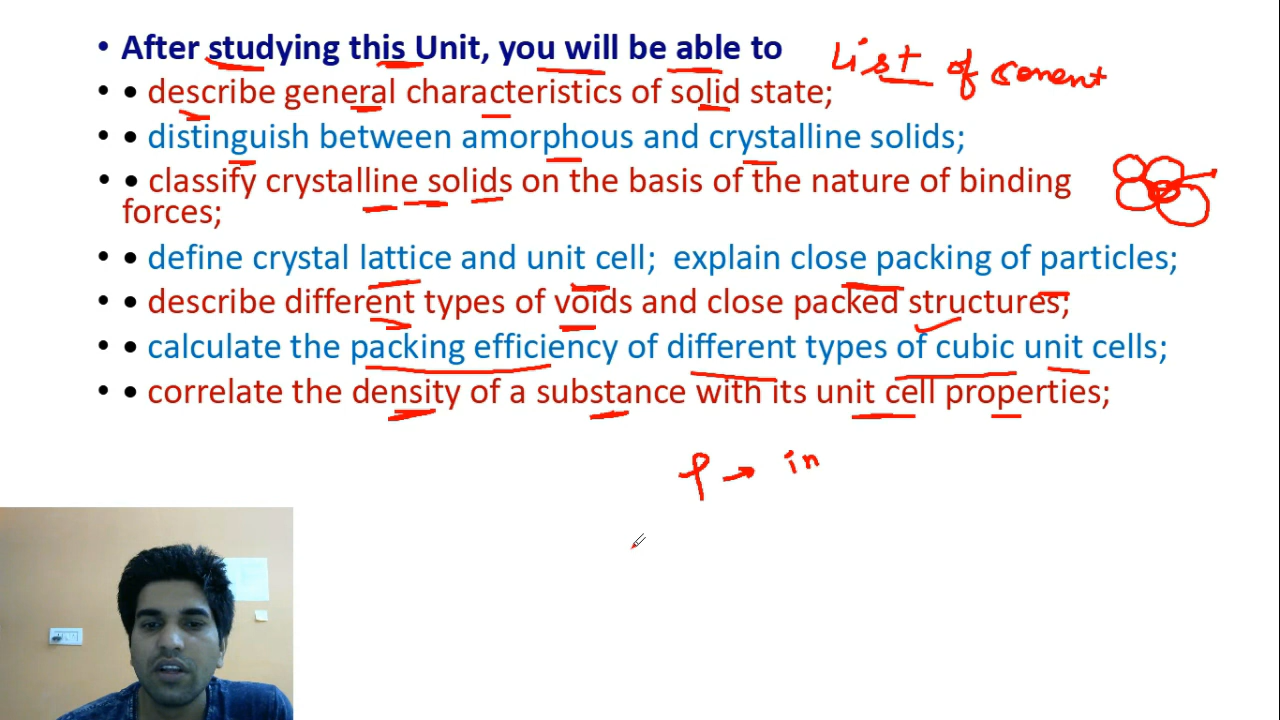 • After studying this Unit, you will be able to
List of conent
• • describe general characteristics of solid state;
• • distinguish between amorphous and crystalline solids;
• • classify crystalline solids on the basis of the nature of binding
forces;
• • define crystal lattice and unit cell;  explain close packing of particles;
• • describe different types of voids and close packed structures;
• • calculate the packing efficiency of different types of cubic unit cells;
• • correlate the density of a substance with its unit cell properties;
ρ → in